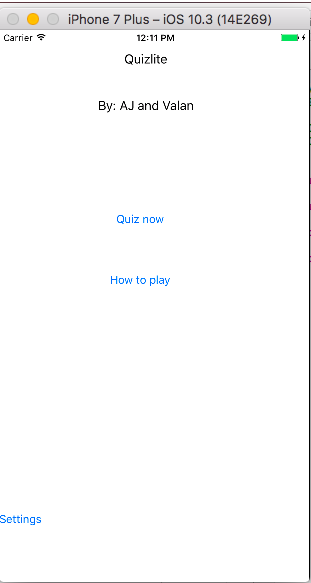 iPhone 7 Plus – iOS 10.3 (14E269)
Carrier 12:11 PM
Quizlite
By: AJ and Valan
Quiz now
How to play
Settings